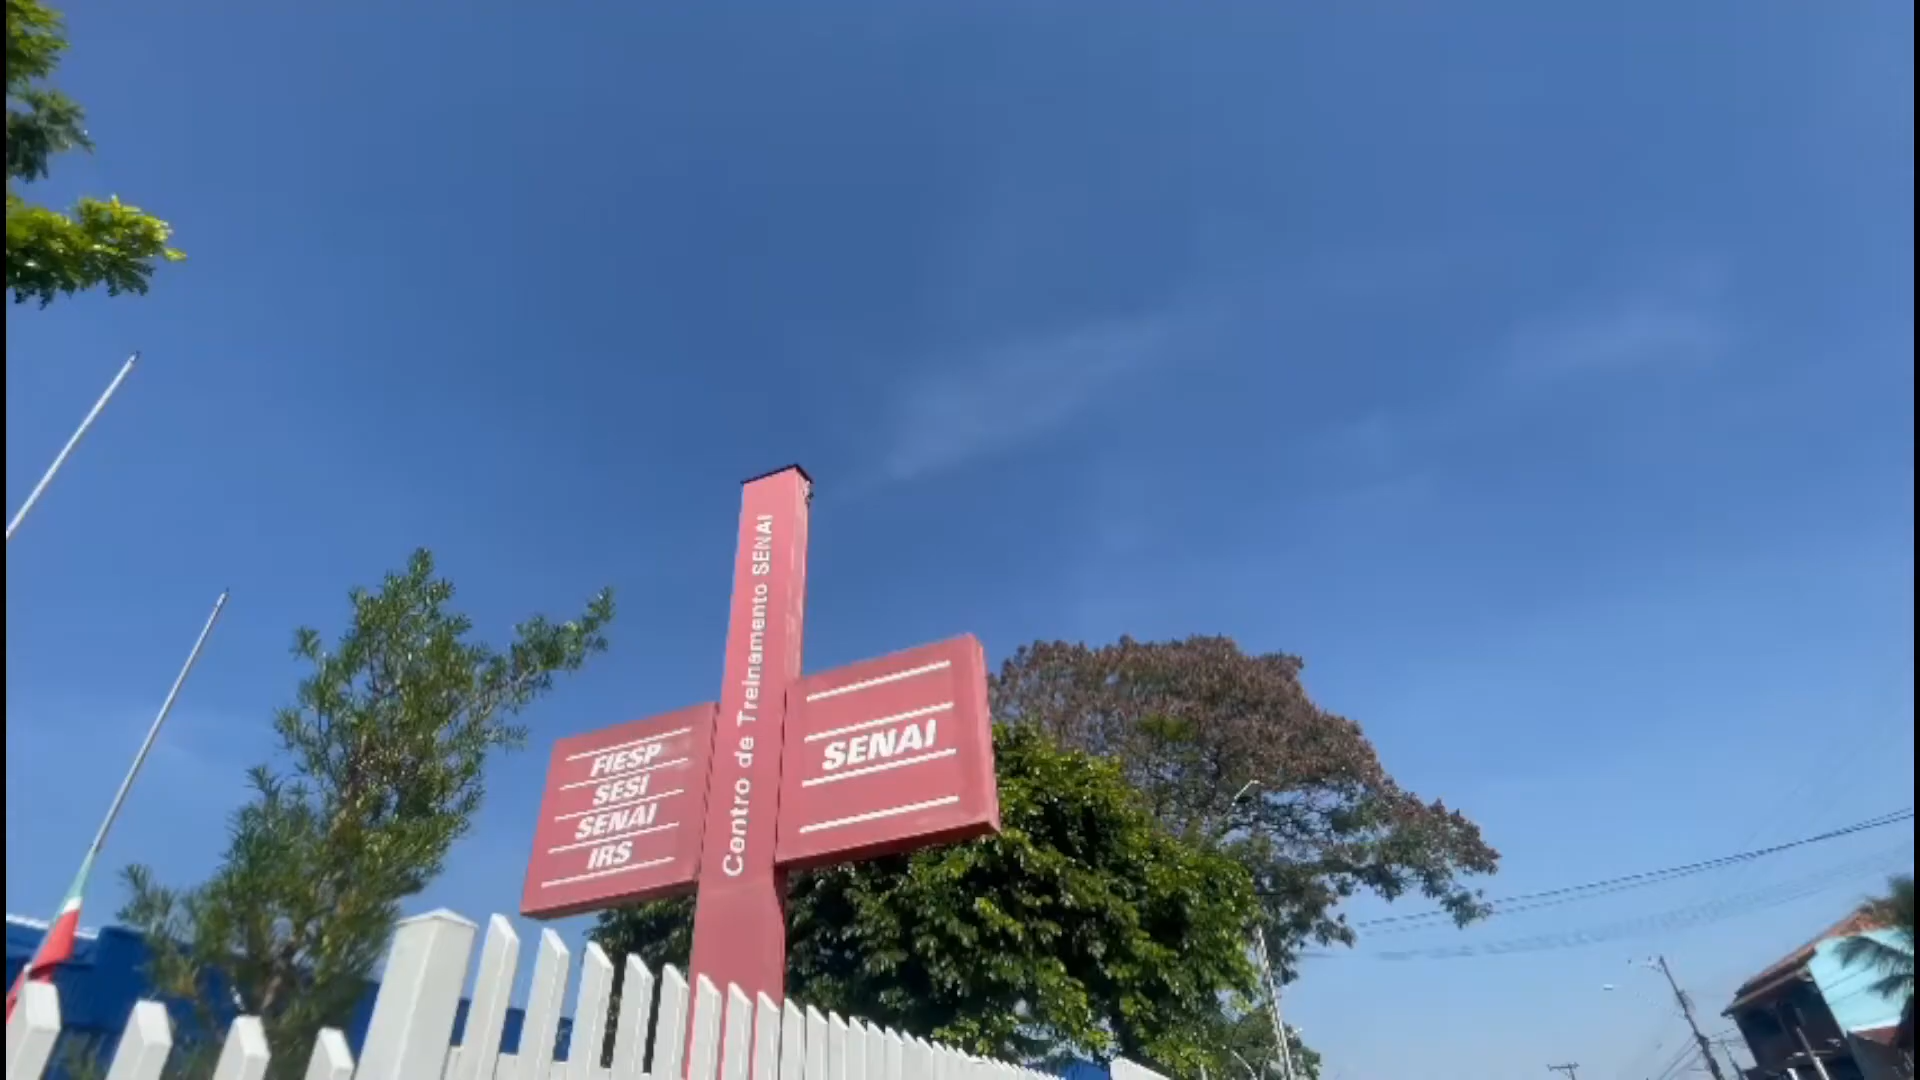 FIESP
SESI
SENAI
IRS
Centro de Treinamento SENAI
SENAI